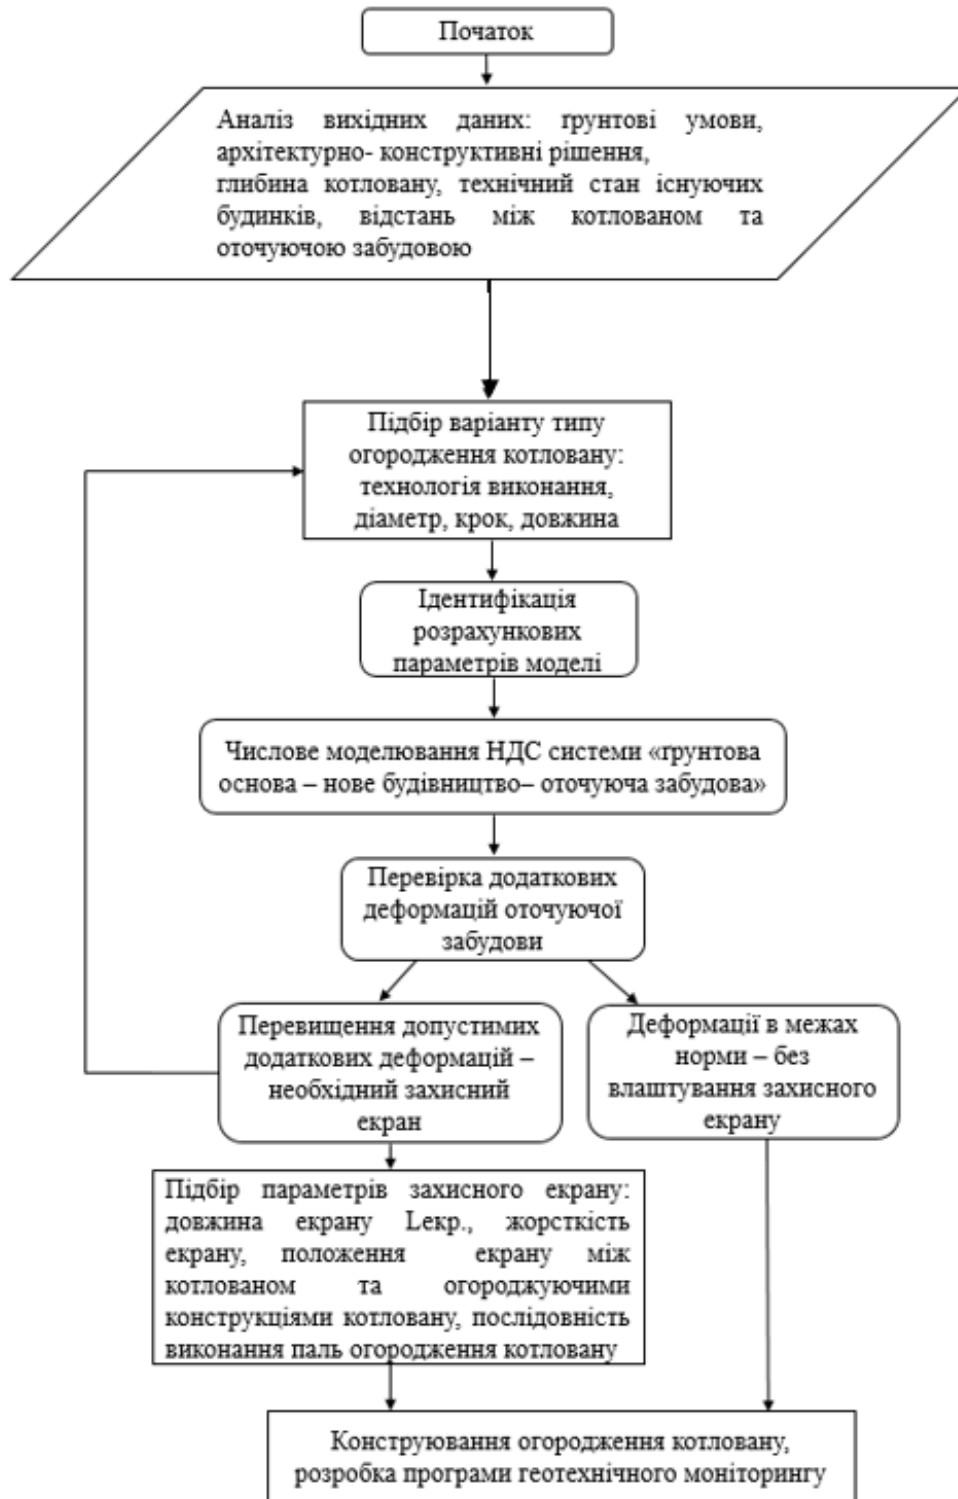 Початок
Аналіз вихідних даних: ґрунтові умови,
архітектурно- конструктивні рішення,
глибина котловану, технічний стан існуючих
будинків, відстань між котлованом та
оточуючою забудовою
Підбір варіанту типу
огородження котловану:
технологія виконання,
діаметр, крок, довжина
Ідентифікація
розрахункових
параметрів моделі
Числове моделювання НДС системи «ґрунтова
основа – нове будівництво– оточуюча забудова»
Перевірка додаткових
деформацій оточуючої
забудови
Перевищення допустимих
додаткових деформацій –
необхідний захисний
екран
Деформації в межах
норми – без
влаштування захисного
екрану
Підбір параметрів захисного екрану:
довжина екрану Lекр., жорсткість
екрану, положення екрану між
котлованом та огороджуючими
конструкціями котловану, послідовність
виконання паль огородження котловану
Конструювання огородження котловану,
розробка програми геотехнічного моніторингу